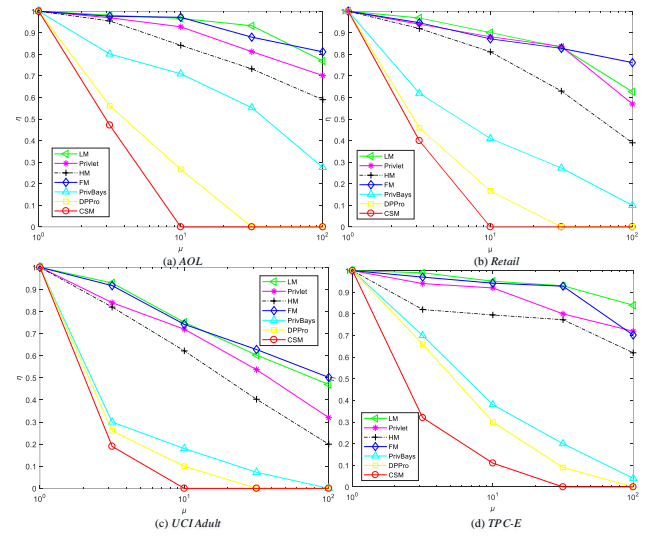 1
0.9
0.8
0.7
0.6
0.5
0.4
0.3
0.2
0.1
0
η
LM
Privlet
HM
FM
PrivBays
DPPro
CSM
10^0
10^1
10^2
μ
(a) AOL
1
0.9
0.8
0.7
0.6
0.5
0.4
0.3
0.2
0.1
0
η
LM
Privlet
HM
FM
PrivBays
DPPro
CSM
10^0
10^1
10^2
μ
(b) Retail
1
0.9
0.8
0.7
0.6
0.5
0.4
0.3
0.2
0.1
0
η
LM
Privlet
HM
FM
PrivBays
DPPro
CSM
10^0
10^1
10^2
μ
(c) UCI Adult
1
0.9
0.8
0.7
0.6
0.5
0.4
0.3
0.2
0.1
0
η
LM
Privlet
HM
FM
PrivBays
DPPro
CSM
10^0
10^1
10^2
μ
(d) TPC-E